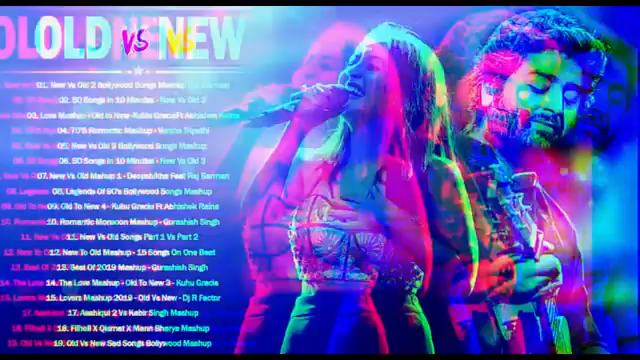 OLD VS VS NEW
01. New Vs Old 2 Bollywood Songs Mashup
02. 50 Songs in 10 Minutes - New Vs Old 2
03. Love Mashup - Old to New-Kuhu GraciaFt Abhishek Raina
04. 70'S Romantic Mashup - Varsha Tripathi
05. New Vs Old 3 Bollywood Songs Mashup
06. 50 Songs in 10 Minutes - New Vs Old 3
07. New Vs Old Mahup 1 - Deepshikha Feat Raj Barman
08. Legends Of 90's Bollywood Songs Mashup
09. Old To New 4 - Kuhu Gracia Ft Abhishek Raina
10. Romantic Monsoon Mashup - Gurashish Singh
11. New Vs Old Songs Part 1 Vs Part 2
12. New To Old Mashup - 15 Songs On One Beat
13. Best Of 2019 Mashup - Gurashish Singh
14. The Love Mashup - Old To New 3 - Kuhu Gracia
15. Lovers Mashup 2019 - Old Vs New - Dj R Factor
17. Aashiqui 2 Vs Kabir Singh Mashup
18. Filhall X Qismat X Mann Bharya Mashup
19. Old Vs New Sad Songs Bollywood Mashup